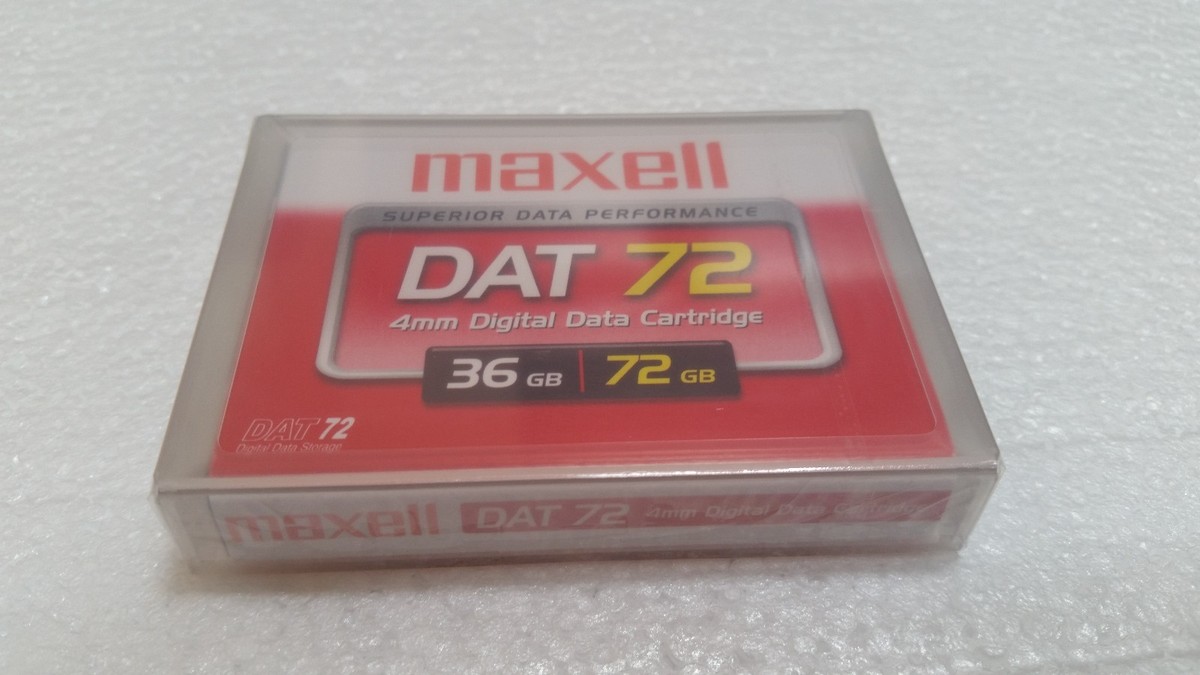 maxell
SUPERIOR DATA PERFORMANCE
DAT 72
4mm Digital Data Cartridge
36 GB | 72 GB
DAT 72
Digital Data Storage
maxell DAT 72 4mm Digital Data Cartridge